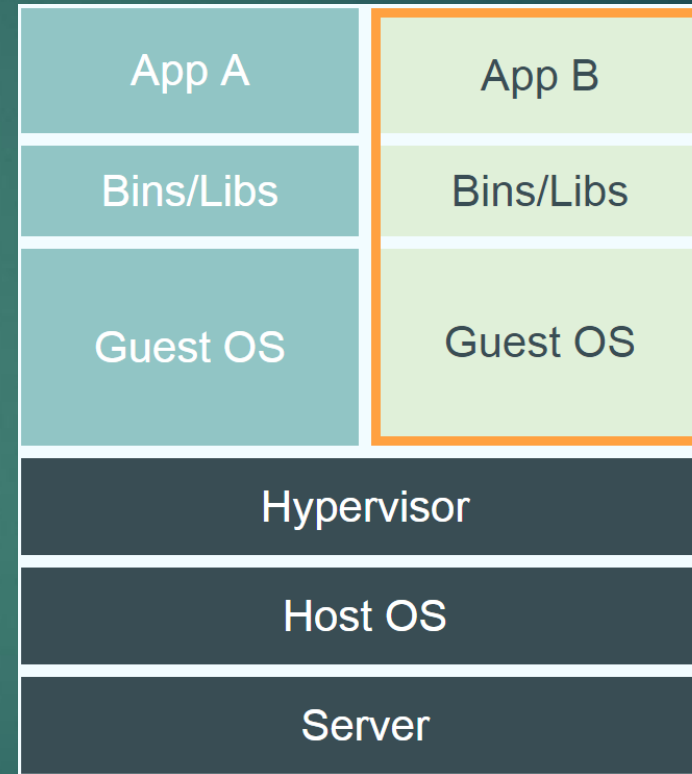 App A
App B
Bins/Libs
Bins/Libs
Guest OS
Guest OS
Hypervisor
Host OS
Server